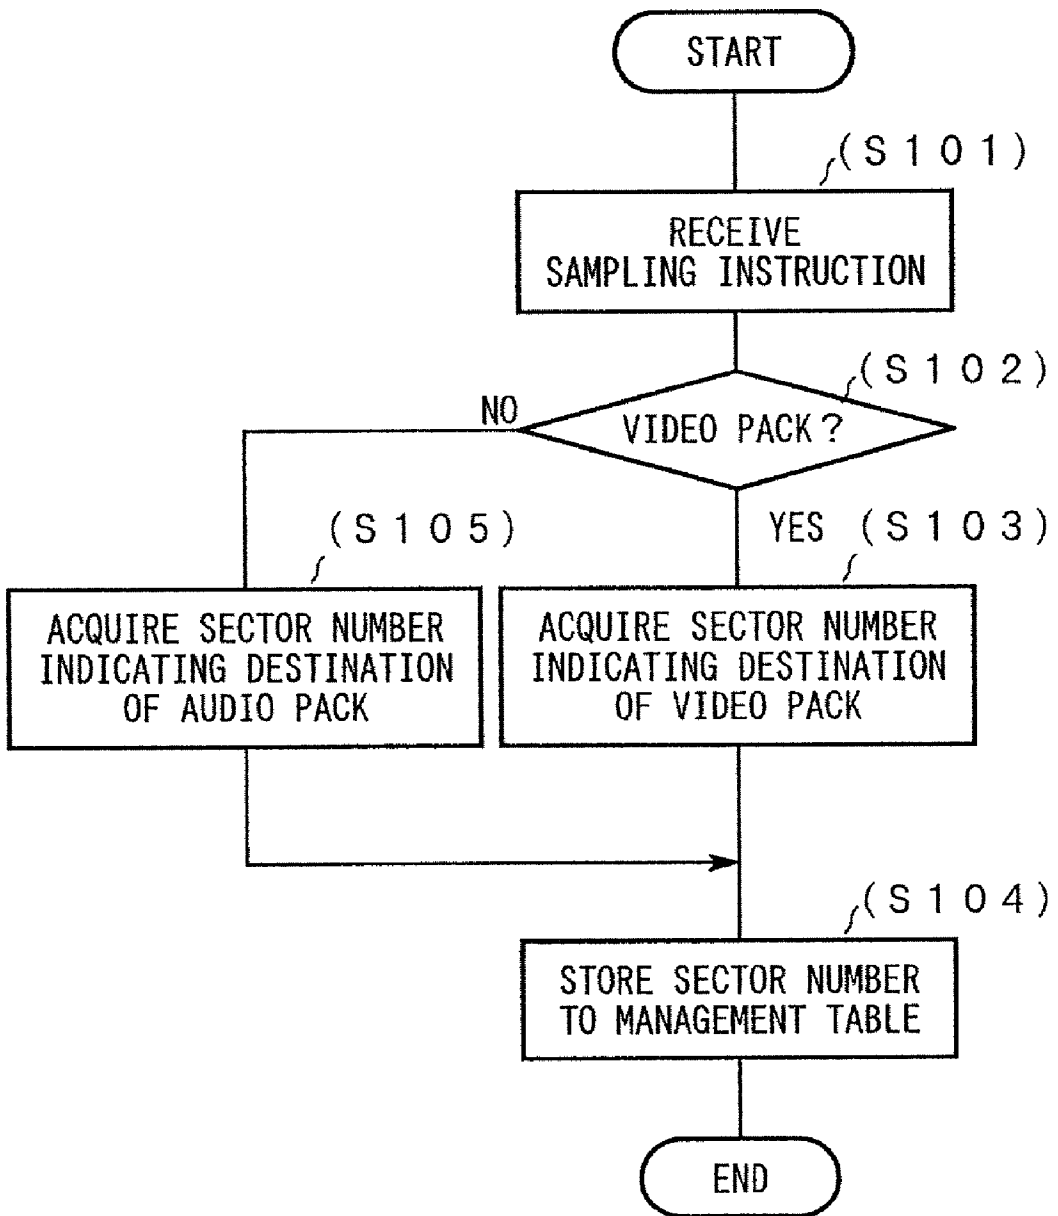 START
(S101)
RECEIVE
SAMPLING INSTRUCTION
(S102)
NO
VIDEO PACK?
YES
(S103)
(S105)
ACQUIRE SECTOR NUMBER
INDICATING DESTINATION
OF AUDIO PACK
ACQUIRE SECTOR NUMBER
INDICATING DESTINATION
OF VIDEO PACK
(S104)
STORE SECTOR NUMBER
TO MANAGEMENT TABLE
END